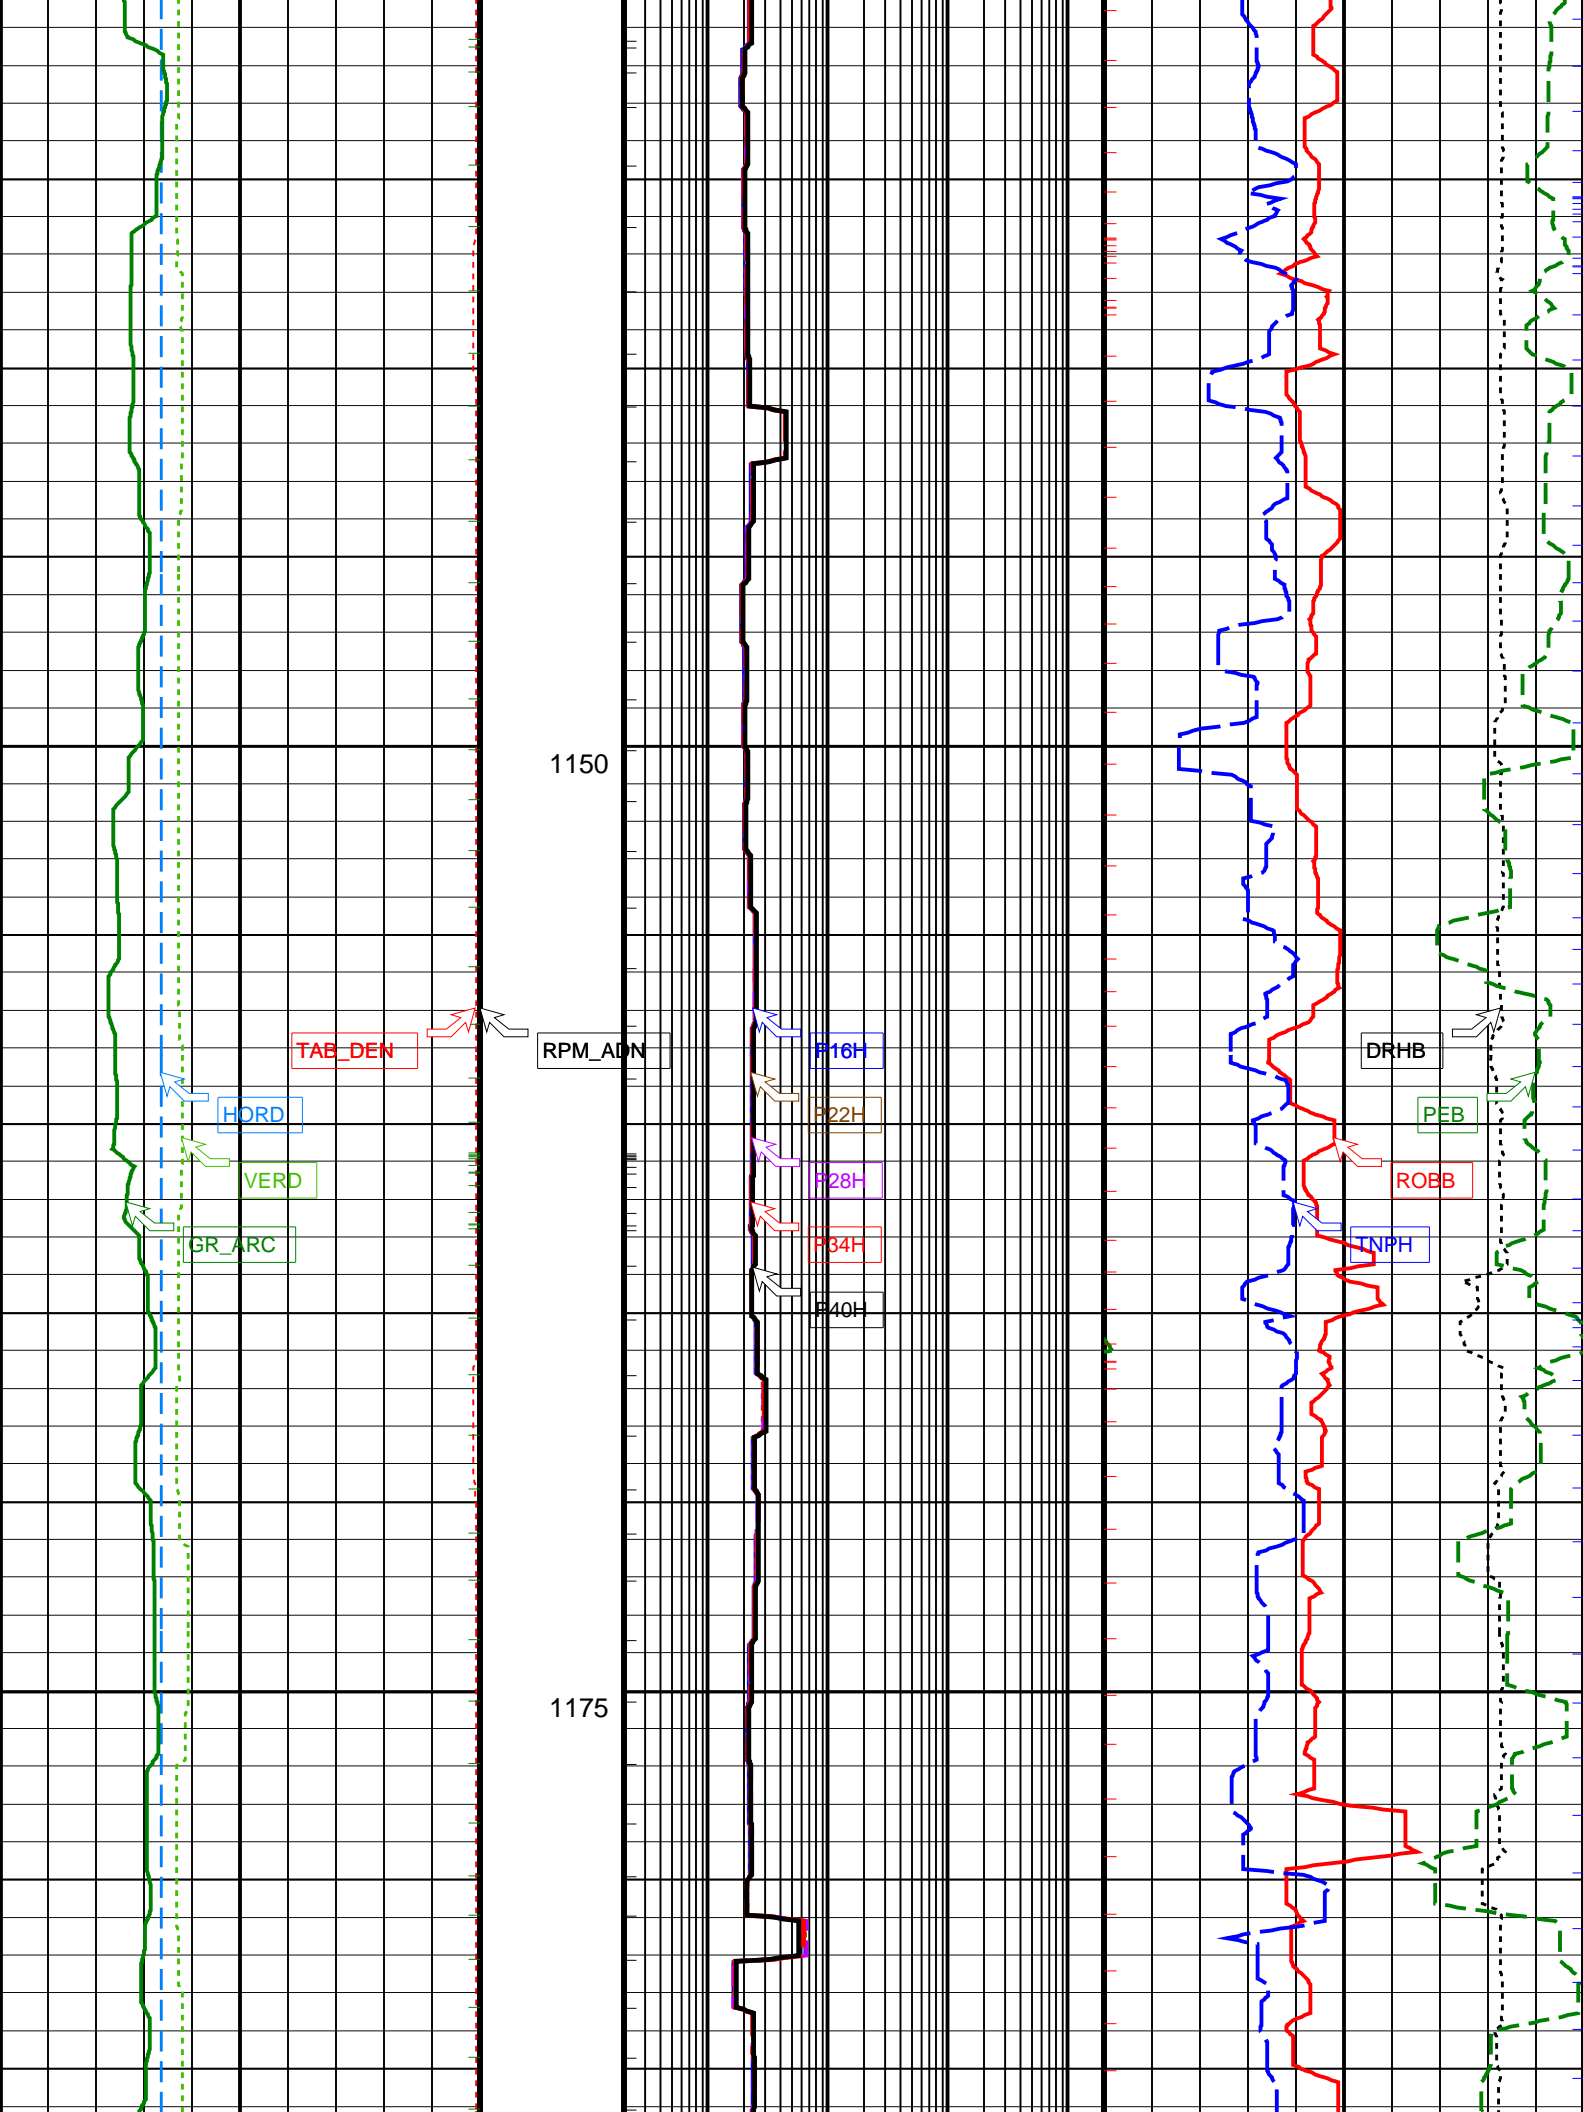 1150
TAB_DEN
RPM_ADN
P16H
DRHB
HORD
P22H
PEB
VERD
P28H
ROBB
GR_ARC
P34H
TNPH
P40H
1175